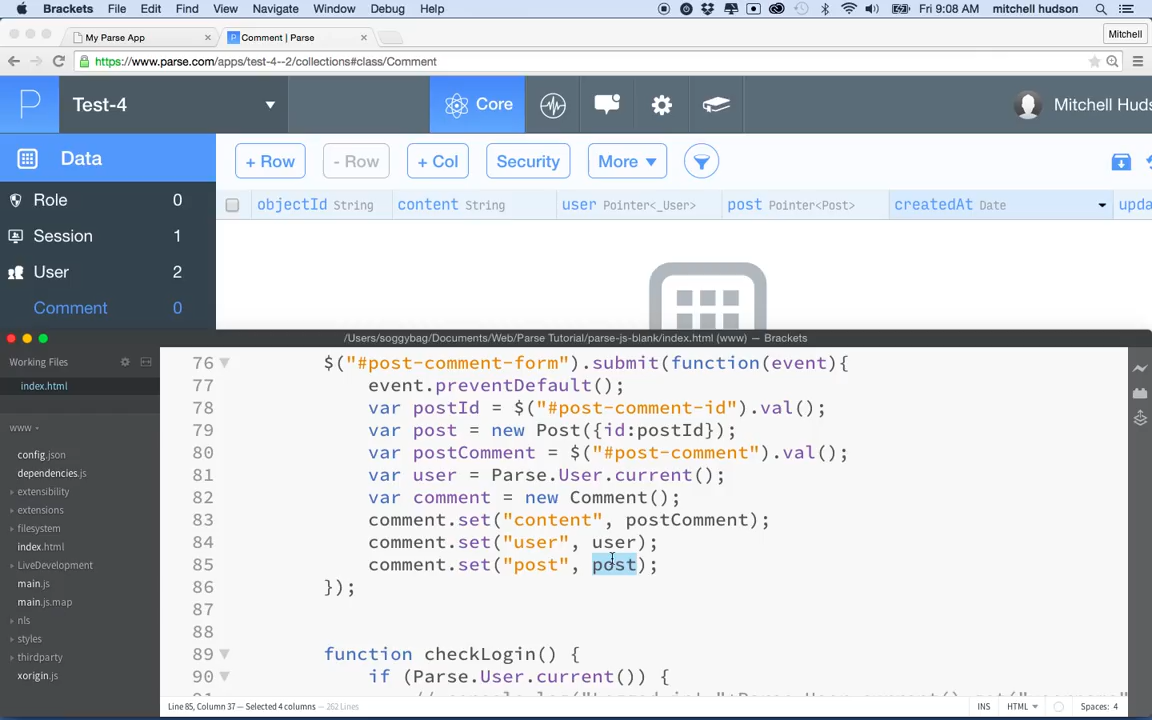 Brackets File Edit Find View Navigate Window Debug Help Fri 9:08 AM mitchell hudson
My Parse App × Comment | Parse × Mitchell
https://www.parse.com/apps/test-4--2/collections#class/Comment
Test-4 Core Mitchell Huds
Data + Row - Row + Col Security More
objectId String content String user Pointer<_User> post Pointer<Post> createdAt Date upda
Role 0
Session 1
User 2
Comment 0
/Users/soggybag/Documents/Web/Parse Tutorial/parse-js-blank/index.html (www) — Brackets
Working Files
index.html
www
config.json
dependencies.js
extensibility
extensions
filesystem
index.html
LiveDevelopment
main.js
main.js.map
nls
styles
thirdparty
xorigin.js
76 $("#post-comment-form").submit(function(event){
77 event.preventDefault();
78 var postId = $("#post-comment-id").val();
79 var post = new Post({id:postId});
80 var postComment = $("#post-comment").val();
81 var user = Parse.User.current();
82 var comment = new Comment();
83 comment.set("content", postComment);
84 comment.set("user", user);
85 comment.set("post", post);
86 });
87
88
89 function checkLogin() {
90 if (Parse.User.current()) {
Line 85, Column 37 — Selected 4 columns — 262 Lines INS HTML Spaces: 4